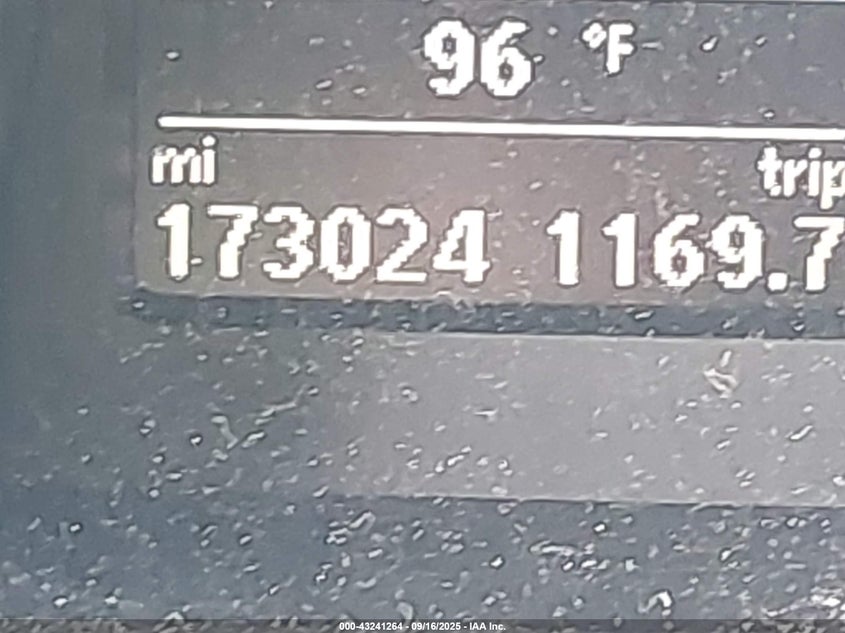 96 °F
mi trip
173024 1169.7
000-43241264 - 09/16/2025 - IAA Inc.